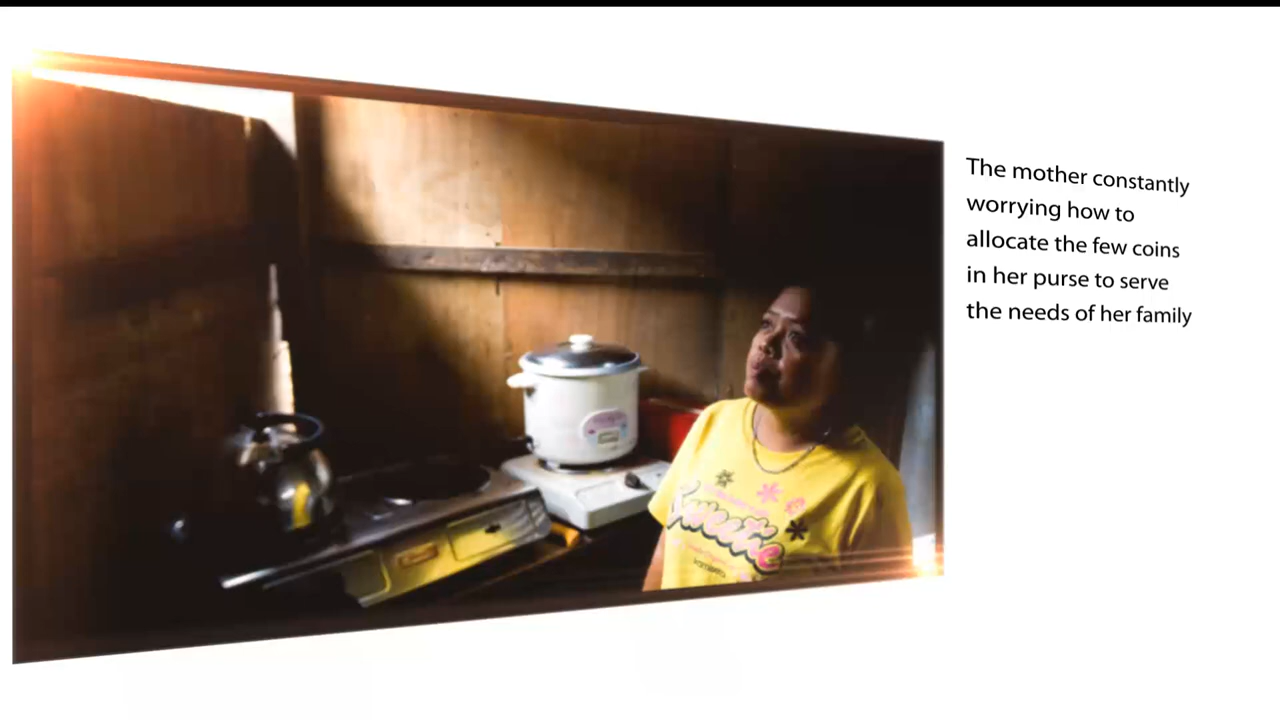 The mother constantly
worrying how to
allocate the few coins
in her purse to serve
the needs of her family
Sweetie